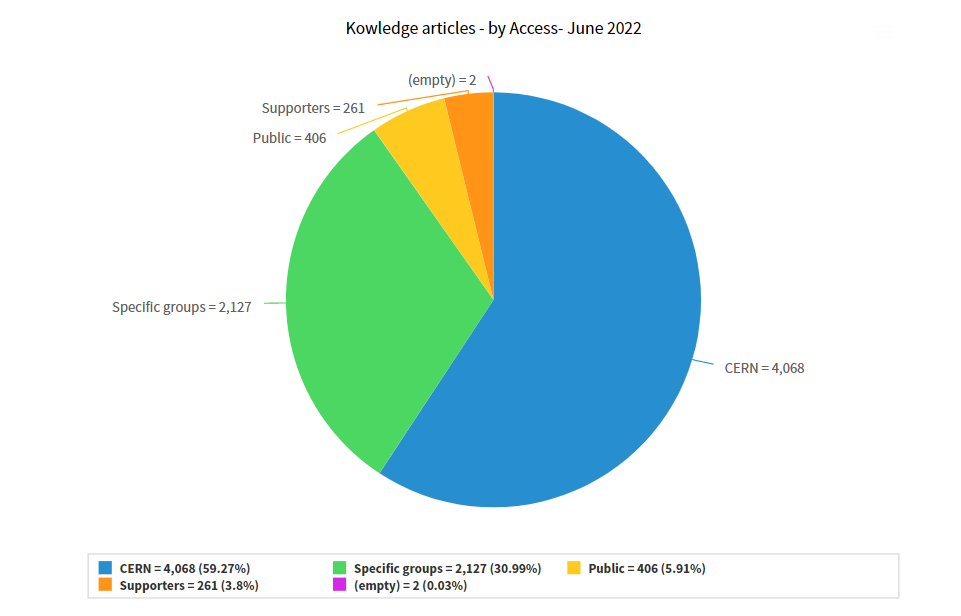 Kowledge articles - by Access- June 2022
(empty) = 2
Supporters = 261
Public = 406
Specific groups = 2,127
CERN = 4,068
CERN = 4,068 (59.27%) Specific groups = 2,127 (30.99%) Public = 406 (5.91%)
Supporters = 261 (3.8%) (empty) = 2 (0.03%)